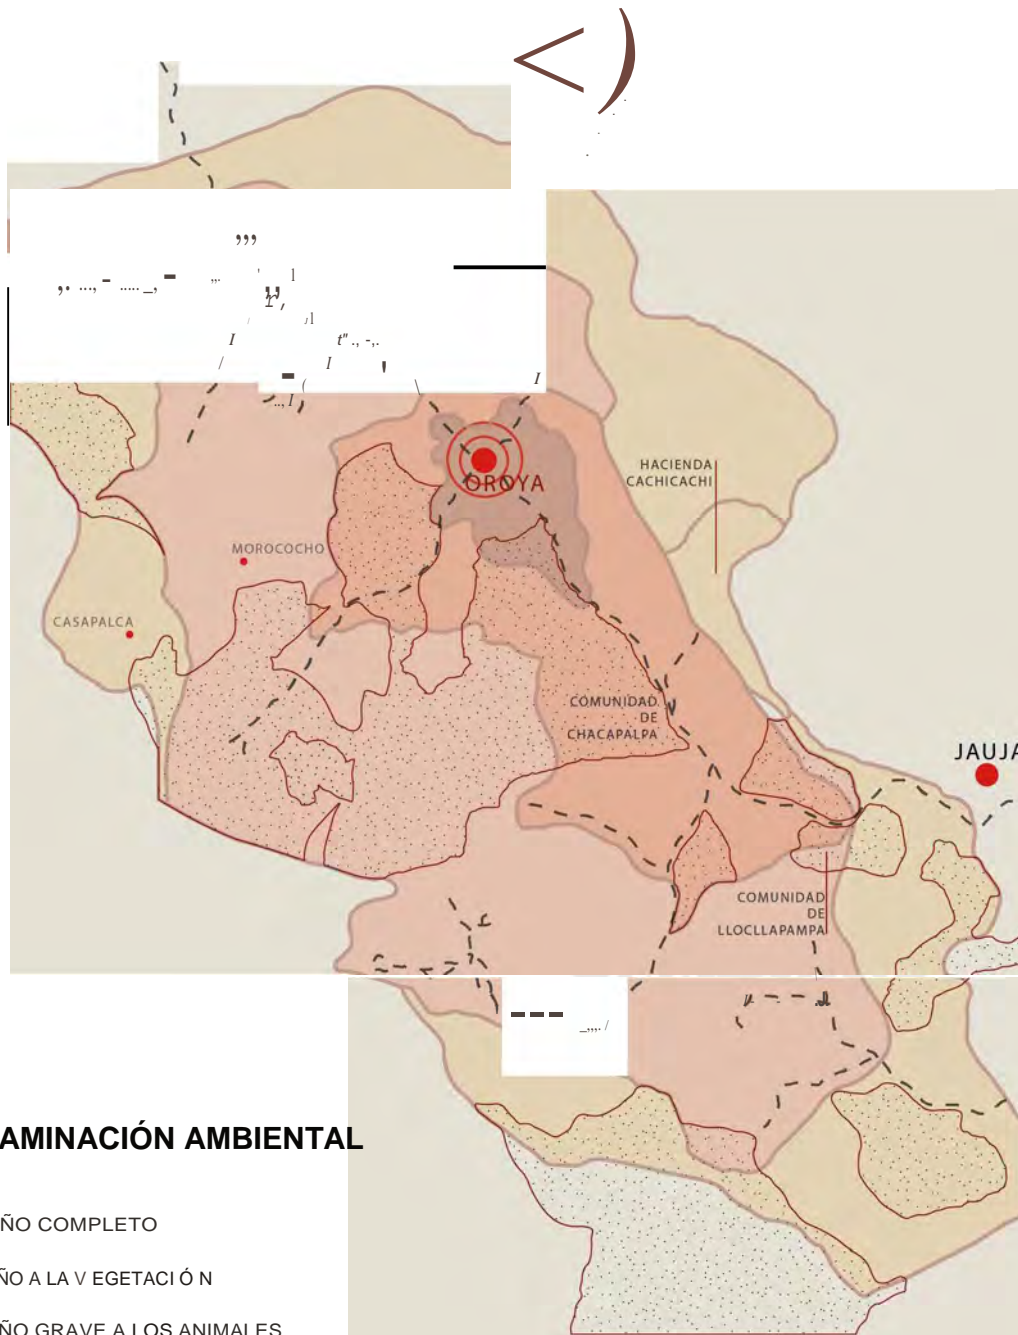 OROYA
HACIENDA
CACHICACHI
MOROCOCHO
CASAPALCA
COMUNIDAD
DE
CHACAPALPA
JAUJA
COMUNIDAD
DE
LLOCLLAPAMPA
AMINACIÓN AMBIENTAL
ÑO COMPLETO
ÑO A LA V EGETACI Ó N
ÑO GRAVE A LOS ANIMALES